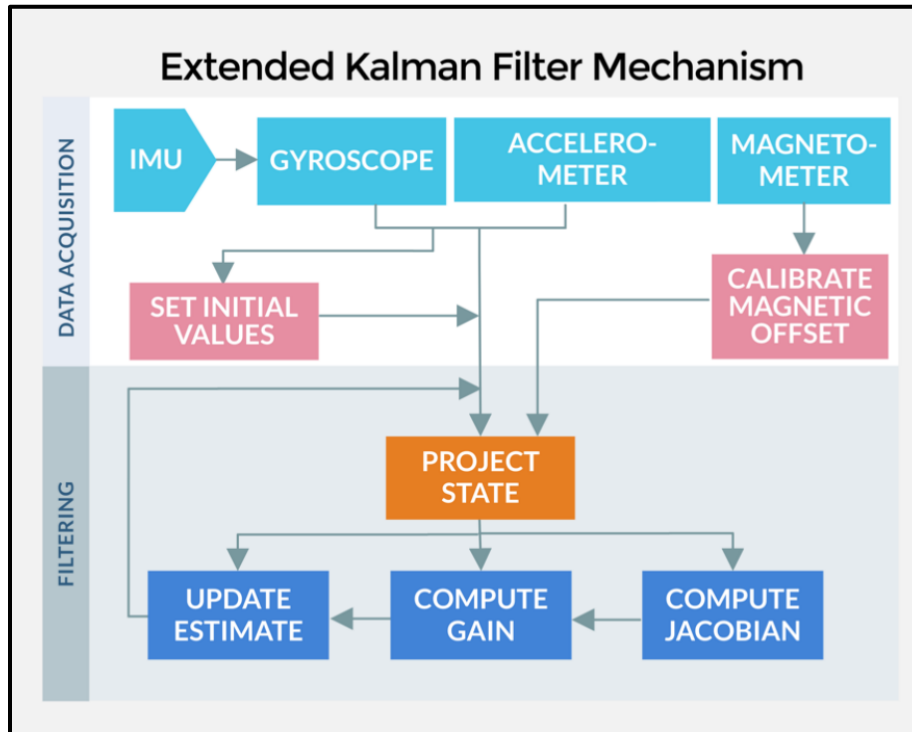 Extended Kalman Filter Mechanism
DATA ACQUISITION
IMU
GYROSCOPE
ACCELERO-
METER
MAGNETO-
METER
SET INITIAL
VALUES
CALIBRATE
MAGNETIC
OFFSET
FILTERING
PROJECT
STATE
UPDATE
ESTIMATE
COMPUTE
GAIN
COMPUTE
JACOBIAN